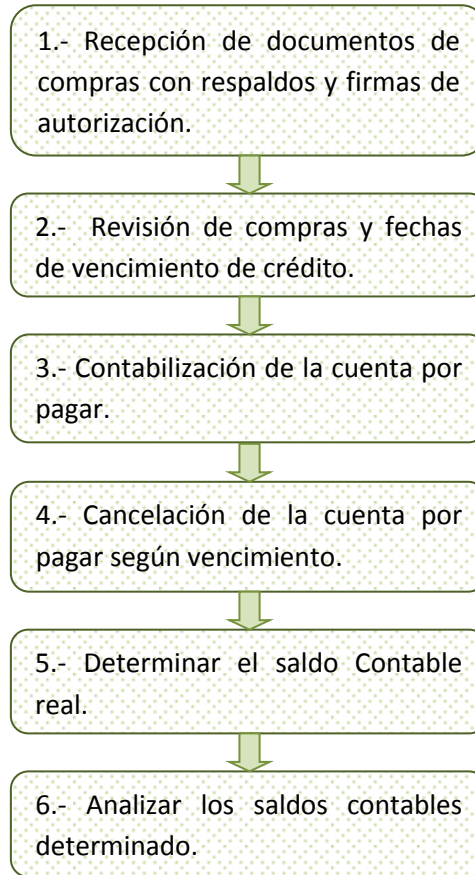 1.- Recepción de documentos de
compras con respaldos y firmas de
autorización.
2.- Revisión de compras y fechas
de vencimiento de crédito.
3.- Contabilización de la cuenta por
pagar.
4.- Cancelación de la cuenta por
pagar según vencimiento.
5.- Determinar el saldo Contable
real.
6.- Analizar los saldos contables
determinado.